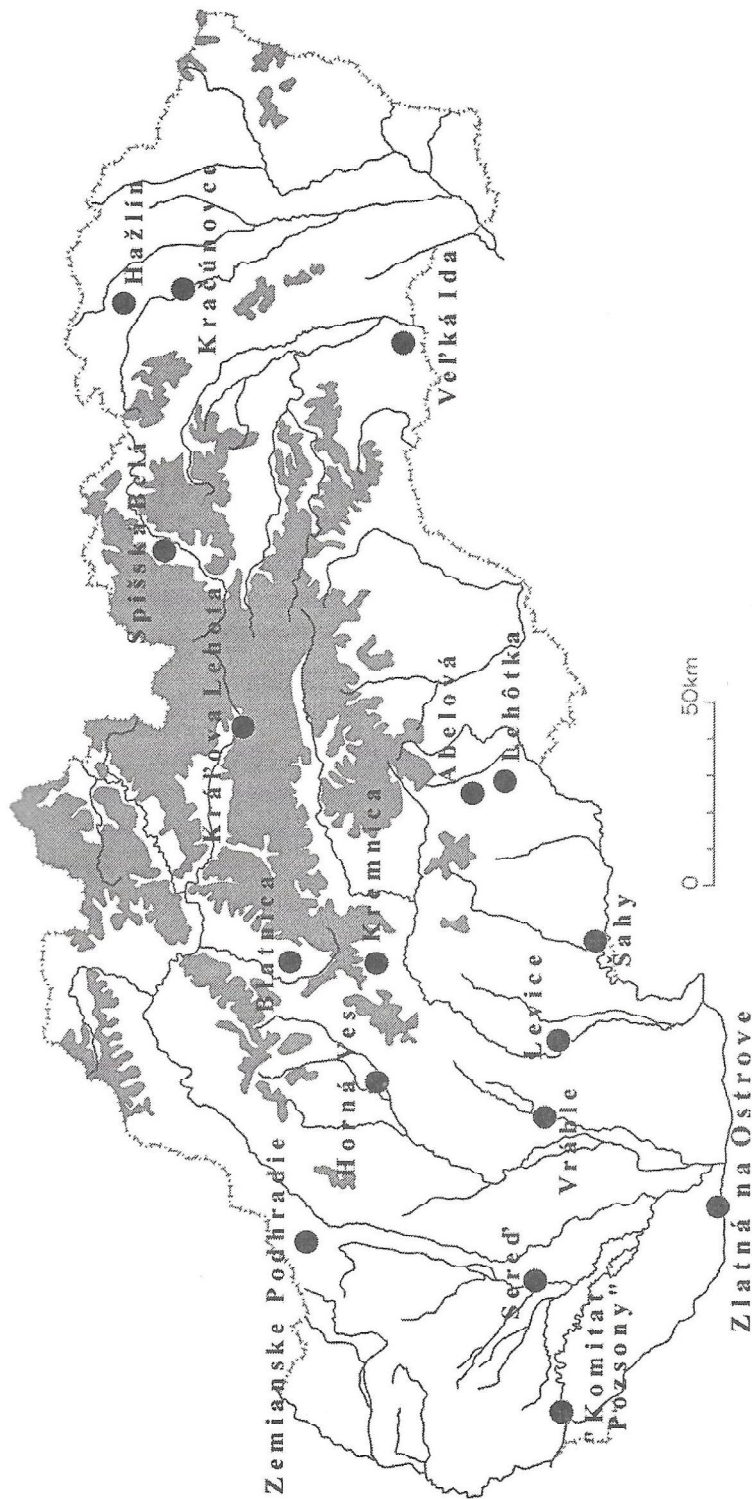 Zemianske Podhradie
Horná Ves
Blatnica
Kremnica
Kráľova Lehota
Spišská Belá
Hažlín
Kračúnovce
Veľká Ida
Abelová
Lehôtka
Šahy
Levice
Vráble
Sereď
"Komitat
Pozsony"
Zlatná na Ostrove
0
50km